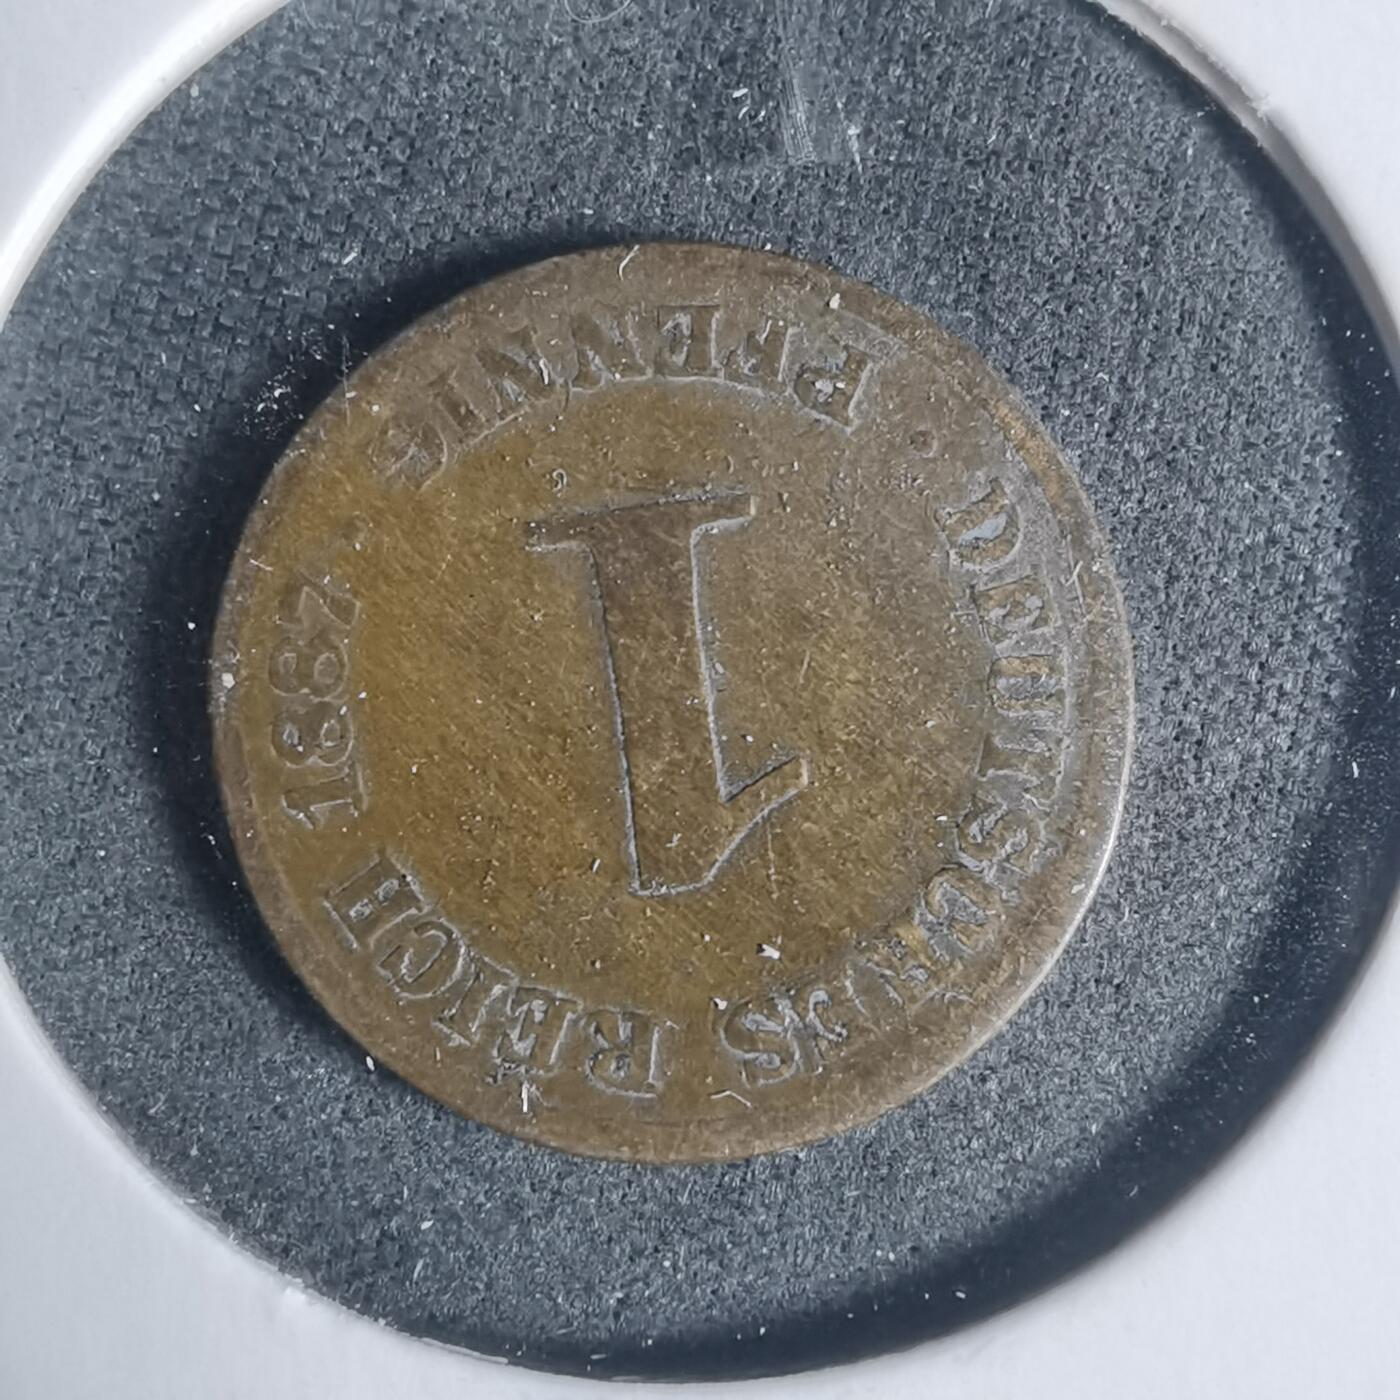 DEUTSCHES REICH 1887
1
PFENNIG